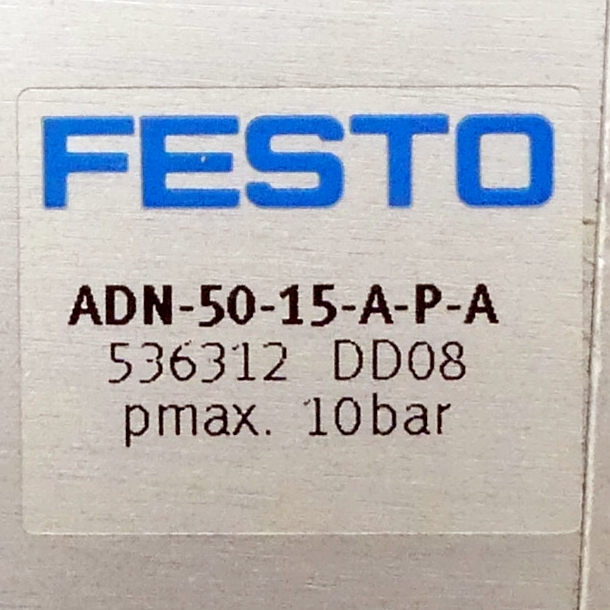 FESTO
ADN-50-15-A-P-A
536312 DD08
pmax. 10bar